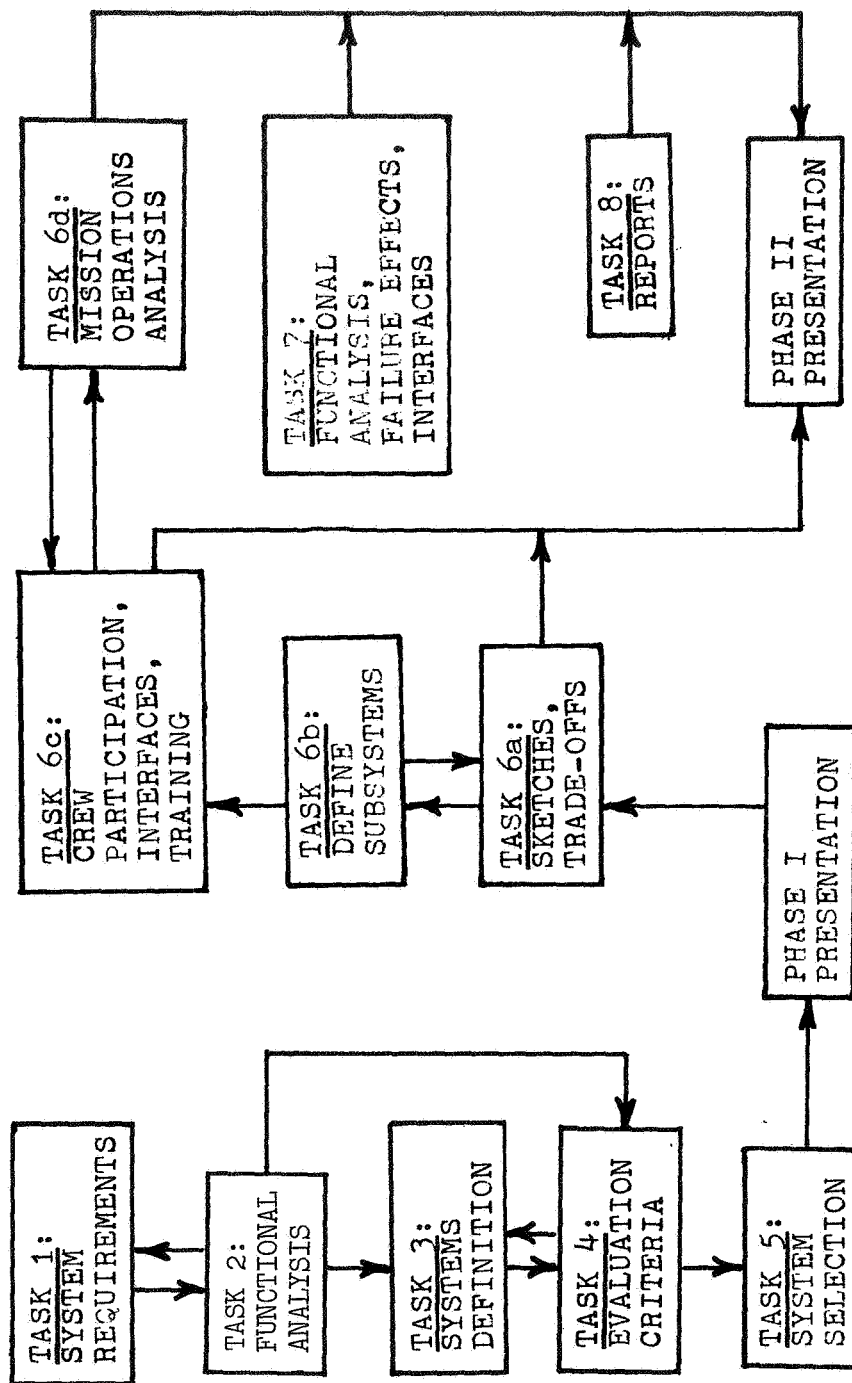 TASK 1:
SYSTEM
REQUIREMENTS
TASK 2:
FUNCTIONAL
ANALYSIS
TASK 3:
SYSTEMS
DEFINITION
TASK 4:
EVALUATION
CRITERIA
TASK 5:
SYSTEM
SELECTION
PHASE I
PRESENTATION
TASK 6c:
CREW
PARTICIPATION,
INTERFACES,
TRAINING
TASK 6b:
DEFINE
SUBSYSTEMS
TASK 6a:
SKETCHES,
TRADE-OFFS
TASK 6d:
MISSION
OPERATIONS
ANALYSIS
TASK 7:
FUNCTIONAL
ANALYSIS,
FAILURE EFFECTS,
INTERFACES
TASK 8:
REPORTS
PHASE II
PRESENTATION